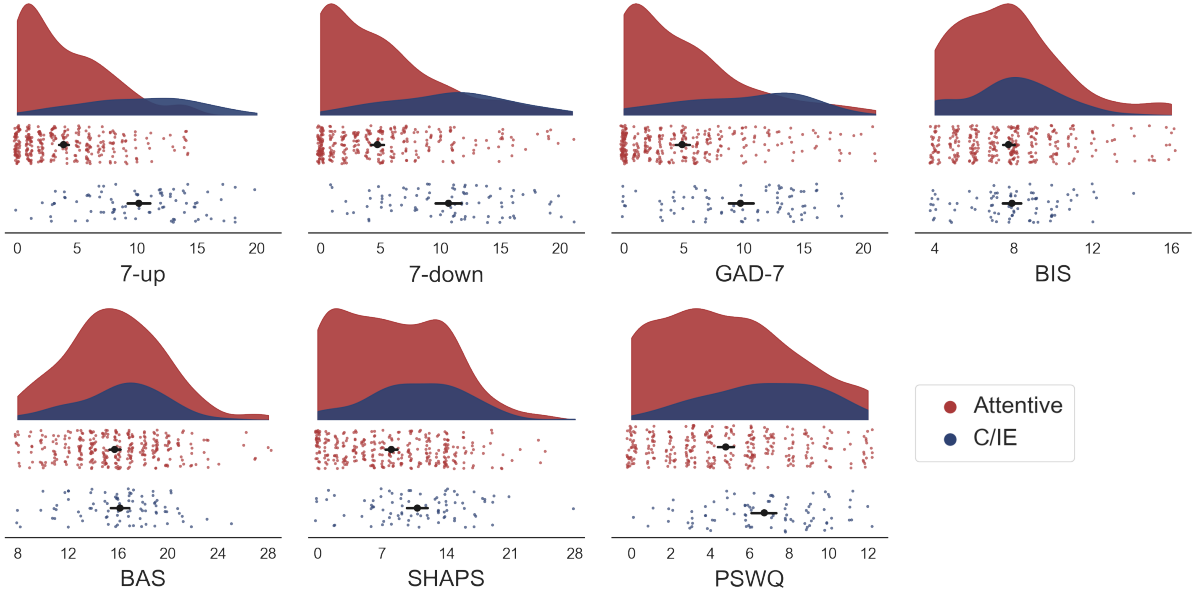 0 5 10 15 20
7-up
0 5 10 15 20
7-down
0 5 10 15 20
GAD-7
4 8 12 16
BIS
8 12 16 20 24 28
BAS
0 7 14 21 28
SHAPS
0 2 4 6 8 10 12
PSWQ
Attentive
C/IE